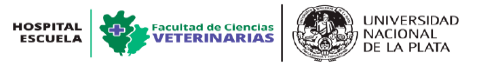 HOSPITAL
ESCUELA
Facultad de Ciencias
VETERINARIAS
UNIVERSIDAD
NACIONAL
DE LA PLATA